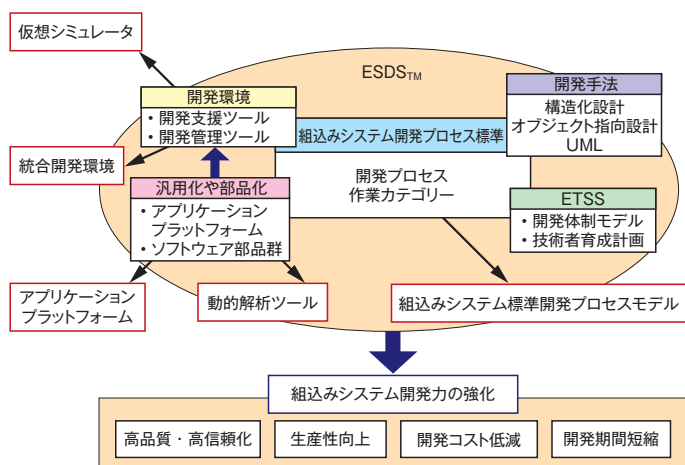 仮想シミュレータ
ESDSTM
開発環境
・開発支援ツール
・開発管理ツール
開発手法
構造化設計
オブジェクト指向設計
UML
組込みシステム開発プロセス標準
開発プロセス
作業カテゴリー
統合開発環境
汎用化や部品化
・アプリケーション
プラットフォーム
・ソフトウェア部品群
ETSS
・開発体制モデル
・技術者育成計画
アプリケーション
プラットフォーム
動的解析ツール
組込みシステム標準開発プロセスモデル
組込みシステム開発力の強化
高品質・高信頼化
生産性向上
開発コスト低減
開発期間短縮